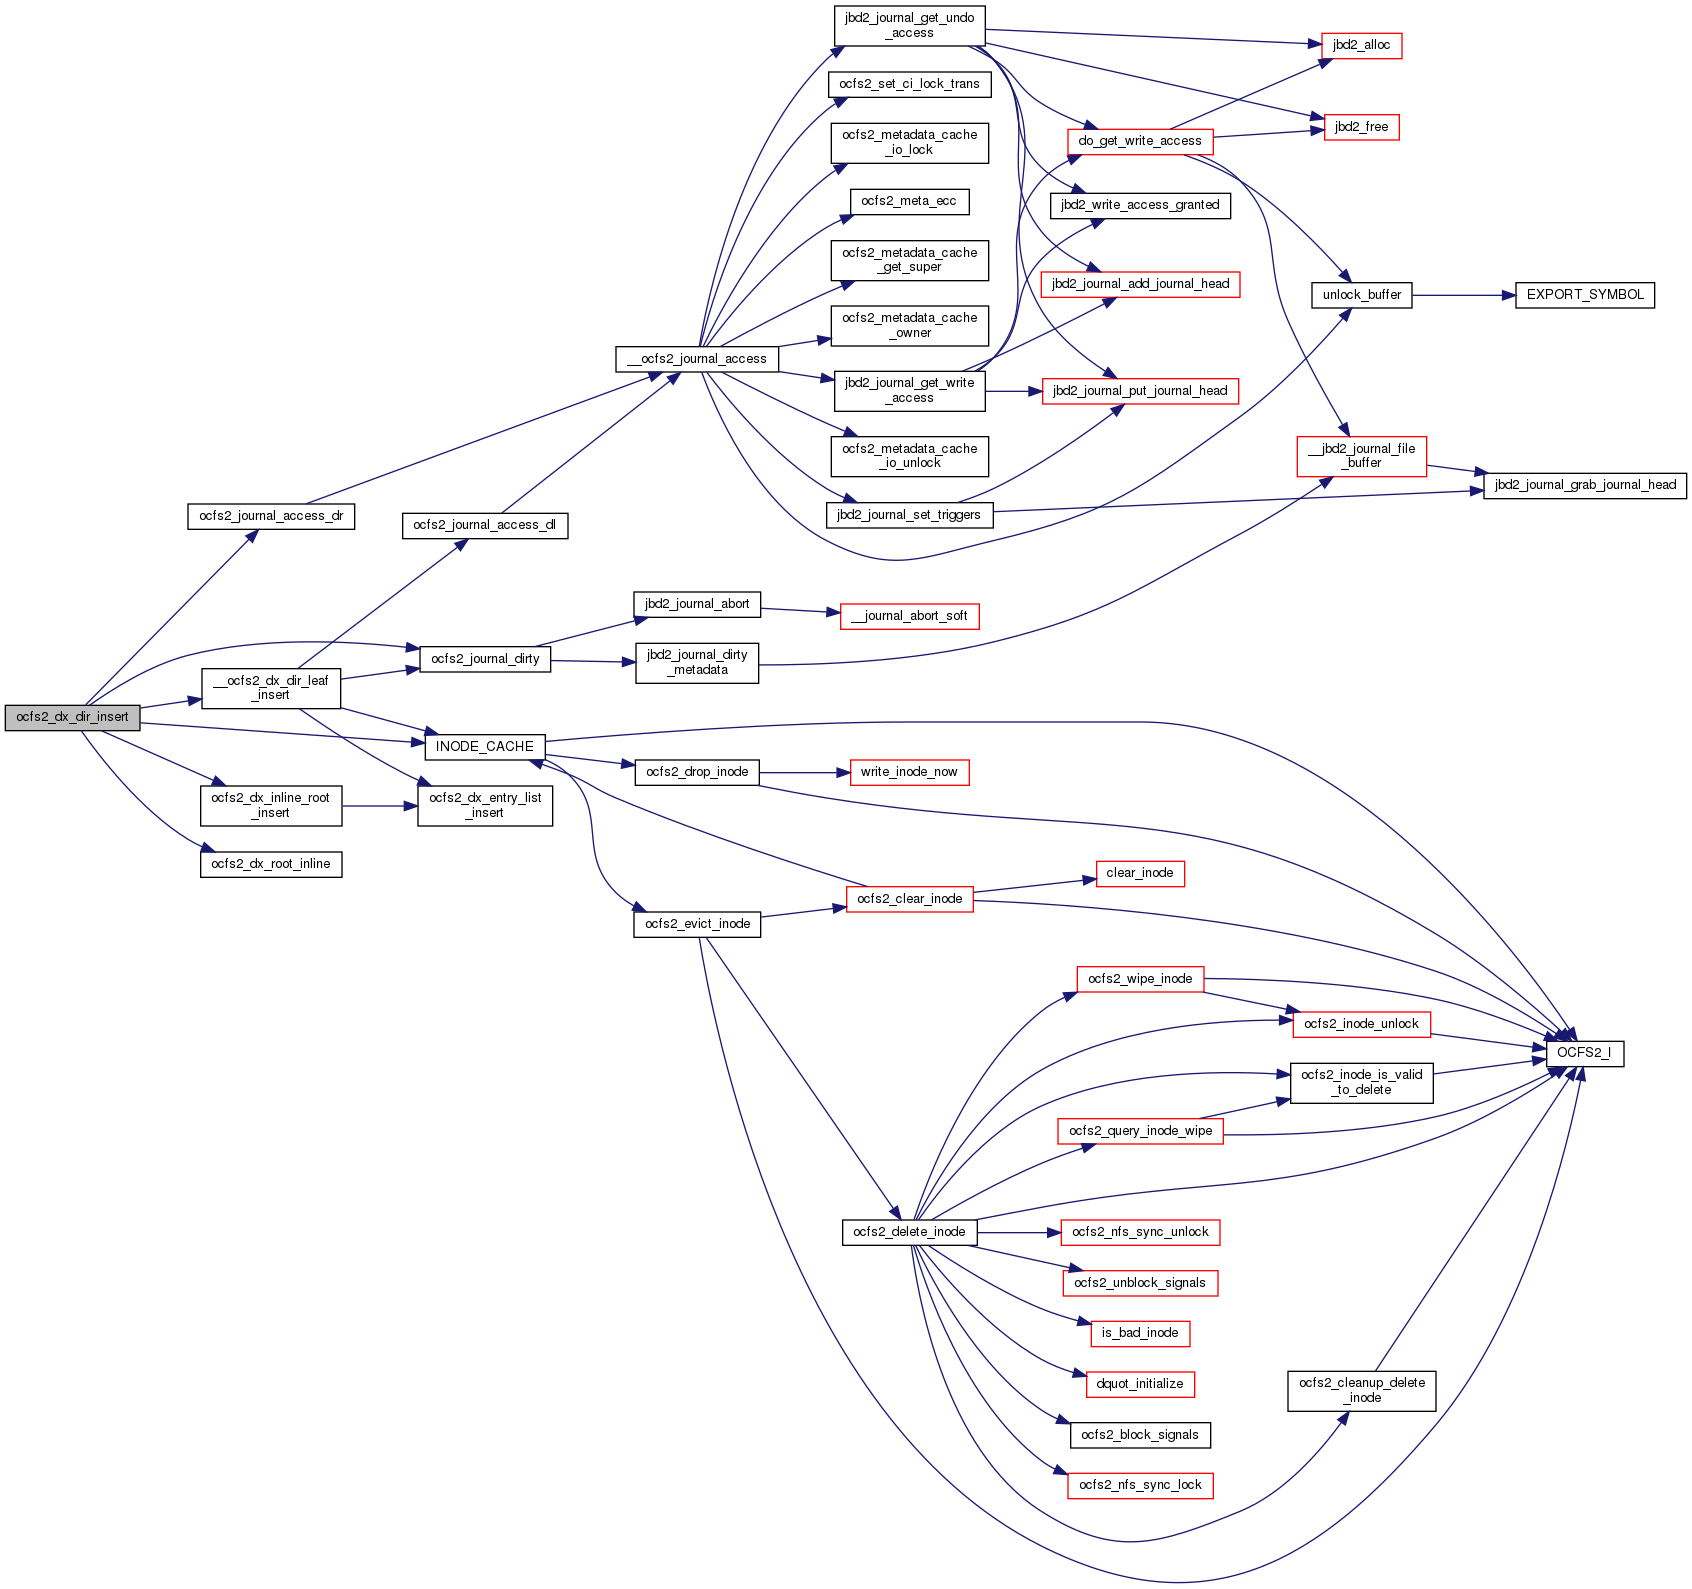 jbd2_journal_get_undo
_access
jbd2_alloc
ocfs2_set_ci_lock_trans
jbd2_free
ocfs2_metadata_cache
_io_lock
do_get_write_access
ocfs2_meta_ecc
jbd2_write_access_granted
ocfs2_metadata_cache
_get_super
jbd2_journal_add_journal_head
unlock_buffer
EXPORT_SYMBOL
ocfs2_metadata_cache
_owner
__ocfs2_journal_access
jbd2_journal_get_write
_access
jbd2_journal_put_journal_head
ocfs2_metadata_cache
_io_unlock
__jbd2_journal_file
_buffer
jbd2_journal_grab_journal_head
ocfs2_journal_access_dr
ocfs2_journal_access_dl
jbd2_journal_set_triggers
jbd2_journal_abort
__journal_abort_soft
ocfs2_journal_dirty
jbd2_journal_dirty
_metadata
__ocfs2_dx_dir_leaf
_insert
ocfs2_dx_dir_insert
INODE_CACHE
ocfs2_drop_inode
write_inode_now
ocfs2_dx_inline_root
_insert
ocfs2_dx_entry_list
_insert
ocfs2_dx_root_inline
clear_inode
ocfs2_clear_inode
ocfs2_evict_inode
ocfs2_wipe_inode
ocfs2_inode_unlock
OCFS2_I
ocfs2_inode_is_valid
_to_delete
ocfs2_query_inode_wipe
ocfs2_delete_inode
ocfs2_nfs_sync_unlock
ocfs2_unblock_signals
is_bad_inode
dquot_initialize
ocfs2_cleanup_delete
_inode
ocfs2_block_signals
ocfs2_nfs_sync_lock